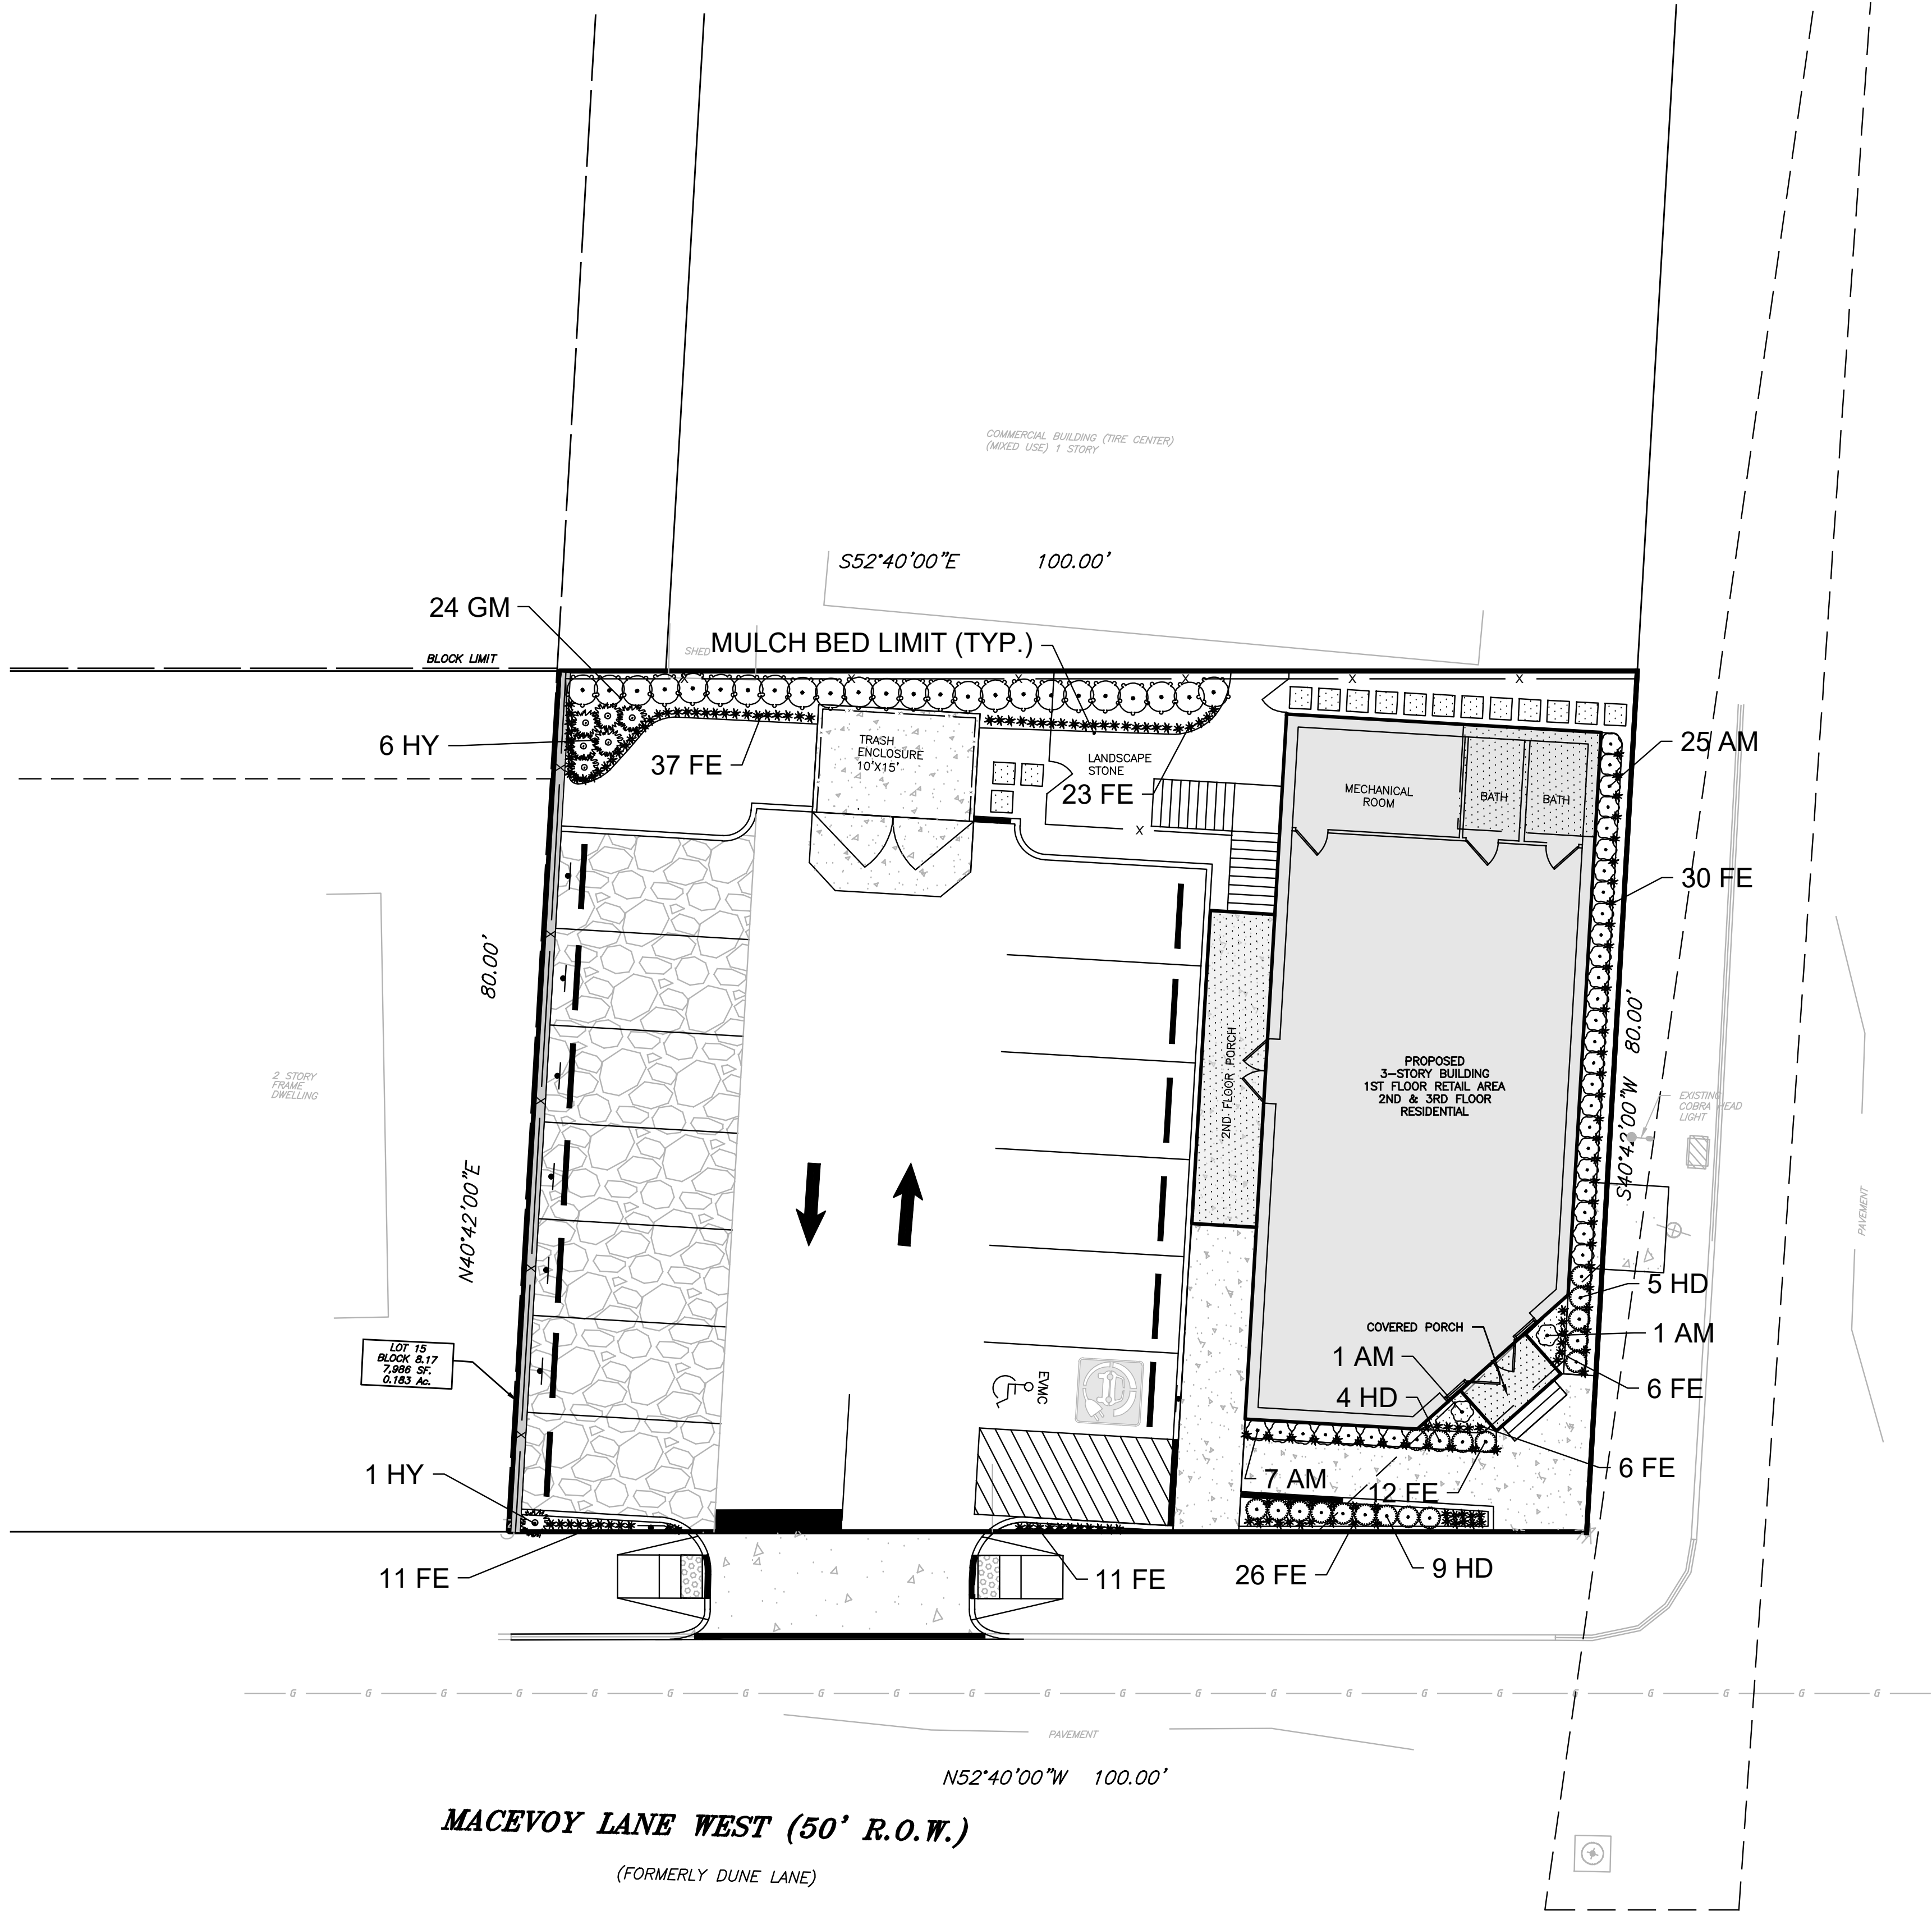 COMMERCIAL BUILDING (TIRE CENTER)
(MIXED USE) 1 STORY
S52°40'00"E 100.00'
24 GM
MULCH BED LIMIT (TYP.)
SHED
BLOCK LIMIT
X
X
X
X
X
X
6 HY
37 FE
TRASH
ENCLOSURE
10'X15'
LANDSCAPE
STONE
23 FE
X
MECHANICAL
ROOM
BATH
BATH
25 AM
30 FE
80.00'
N40°42'00"E
2 STORY
FRAME
DWELLING
2ND FLOOR PORCH
PROPOSED
3-STORY BUILDING
1ST FLOOR RETAIL AREA
2ND & 3RD FLOOR
RESIDENTIAL
S40°42'00"W 80.00'
EXISTING
COBRA HEAD
LIGHT
PAVEMENT
5 HD
COVERED PORCH
1 AM
1 AM
4 HD
6 FE
LOT 15
BLOCK 8.17
7,986 SF.
0.183 Ac.
EVMC
6 FE
1 HY
7 AM
12 FE
11 FE
11 FE
26 FE
9 HD
G G G G G G G G G G G G G G G G G G G G G G
PAVEMENT
N52°40'00"W 100.00'
MACEVOY LANE WEST (50' R.O.W.)
(FORMERLY DUNE LANE)